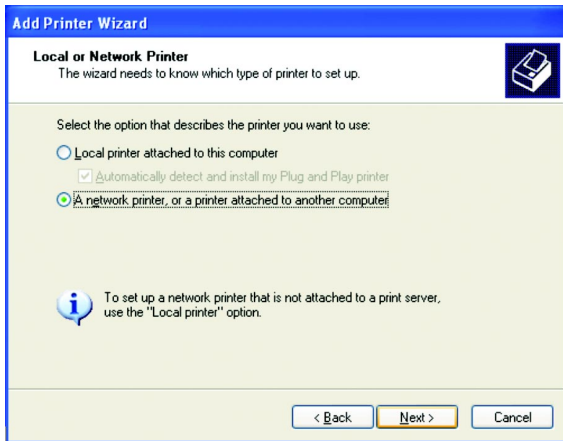 Add Printer Wizard
Local or Network Printer
The wizard needs to know which type of printer to set up.
Select the option that describes the printer you want to use:
Local printer attached to this computer
Automatically detect and install my Plug and Play printer
A network printer, or a printer attached to another computer
To set up a network printer that is not attached to a print server,
use the "Local printer" option.
< Back
Next >
Cancel